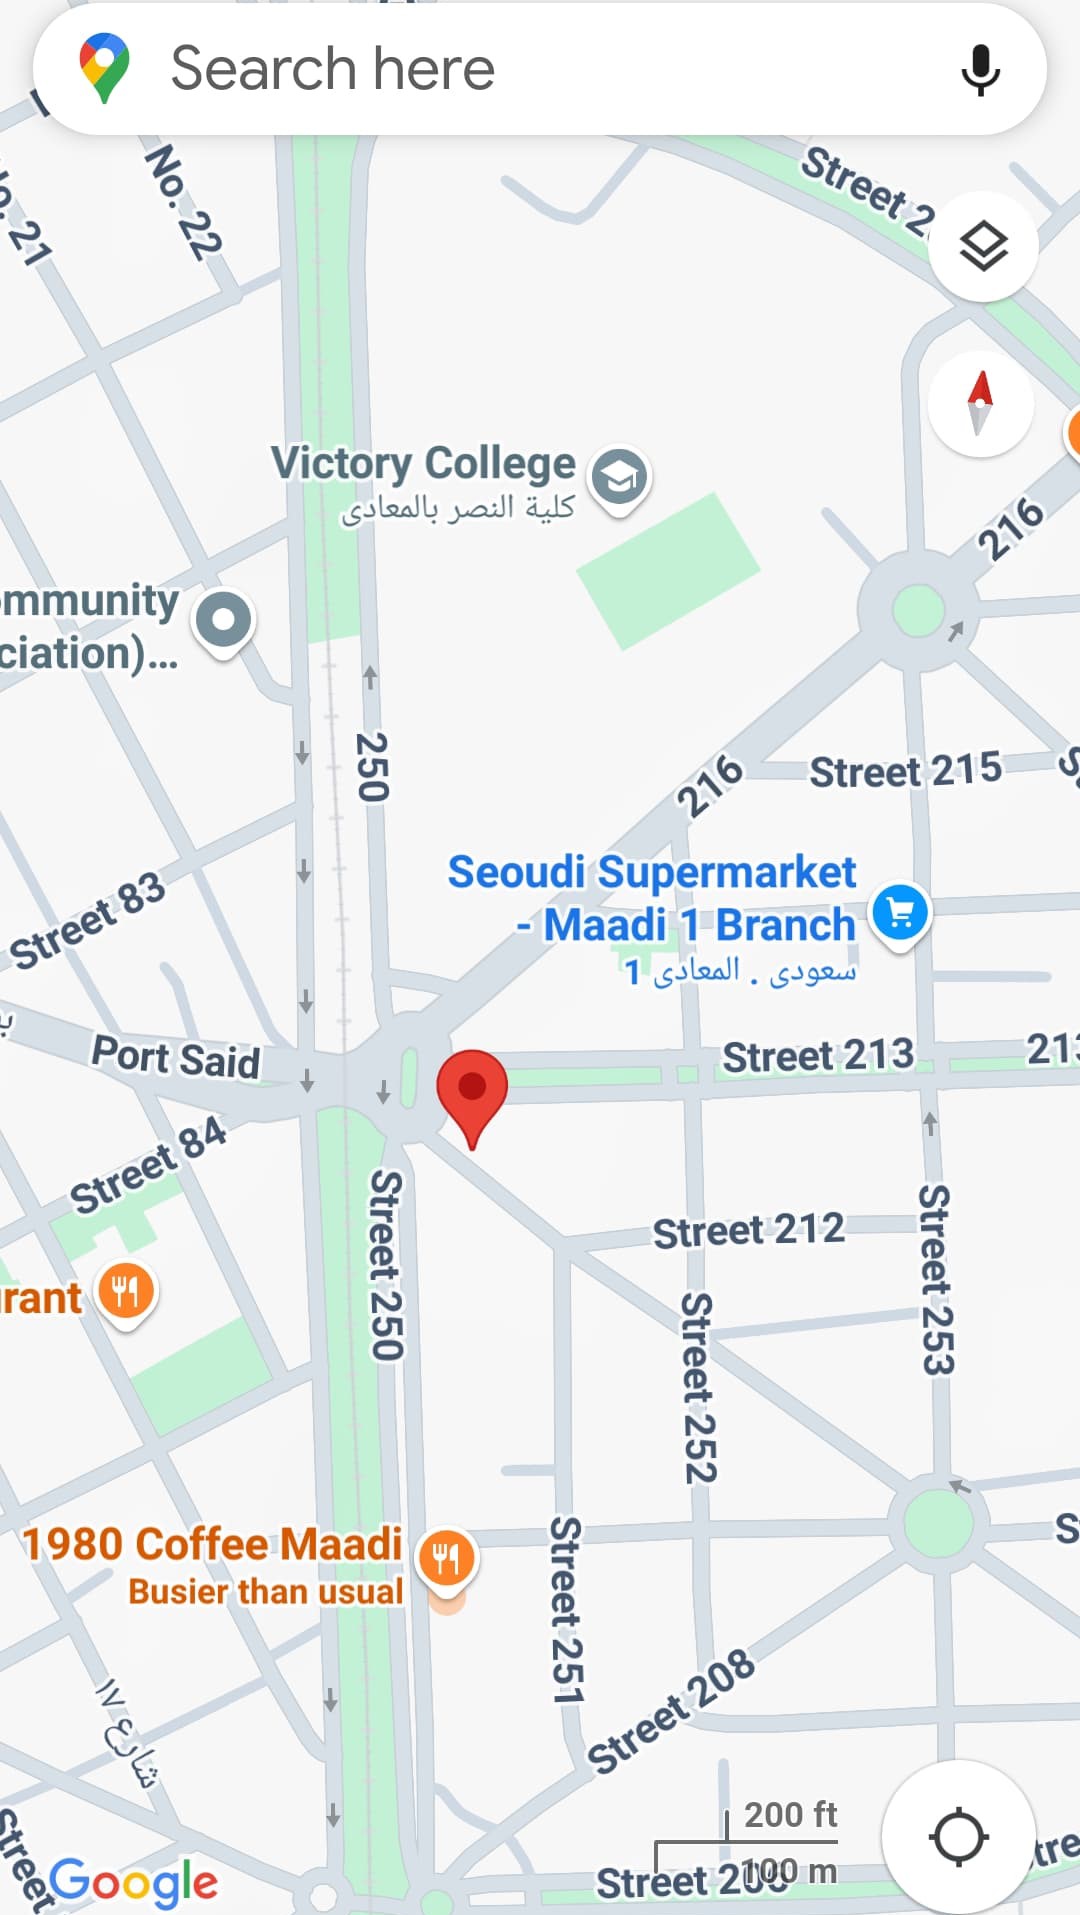 Search here
No. 22
21
Street
Victory College
كلية النصر بالمعادى
216
mmunity
ciation)...
250
216
Street 215
Seoudi Supermarket
- Maadi 1 Branch
سعودى . المعادى 1
Street 83
Port Said
Street 213
213
Street 84
Street 250
Street 212
Street 253
rant
Street 252
1980 Coffee Maadi
Busier than usual
Street 251
S
Street 208
شارع ١٧
200 ft
100 m
Street
Street
Google